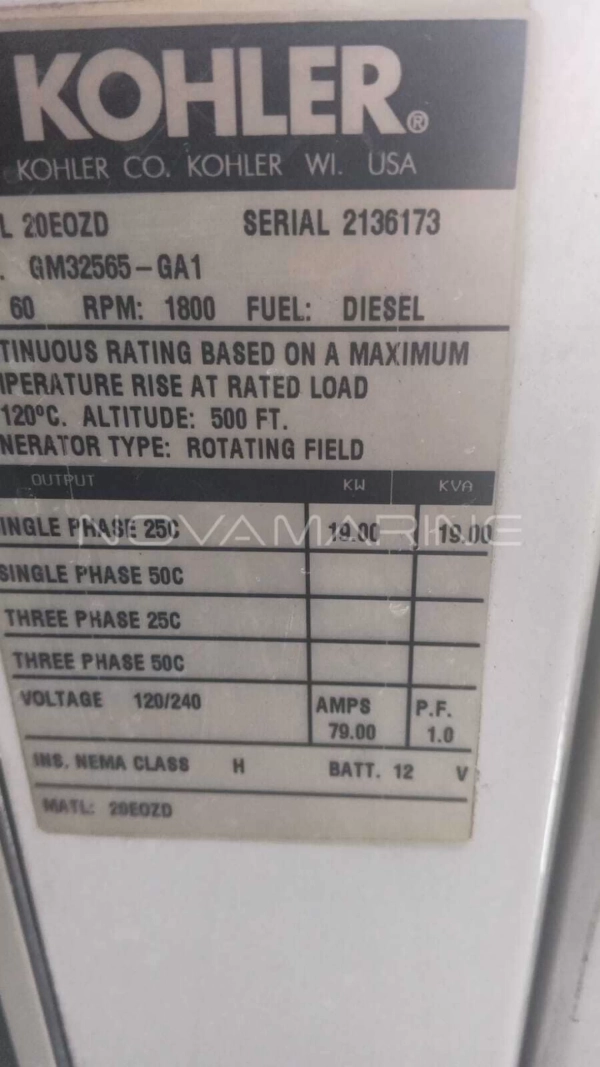 KOHLER®
KOHLER CO. KOHLER WI. USA
L 20EOZD SERIAL 2136173
. GM32565-GA1
60 RPM: 1800 FUEL: DIESEL
TINUOUS RATING BASED ON A MAXIMUM
PERATURE RISE AT RATED LOAD
120ºC. ALTITUDE: 500 FT.
NERATOR TYPE: ROTATING FIELD
OUTPUT KW KVA
INGLE PHASE 25C 19.00 19.00
NOVAMARINE
SINGLE PHASE 50C
THREE PHASE 25C
THREE PHASE 50C
VOLTAGE 120/240 AMPS P.F.
79.00 1.0
INS. NEMA CLASS H BATT. 12 V
MATL: 20EOZD